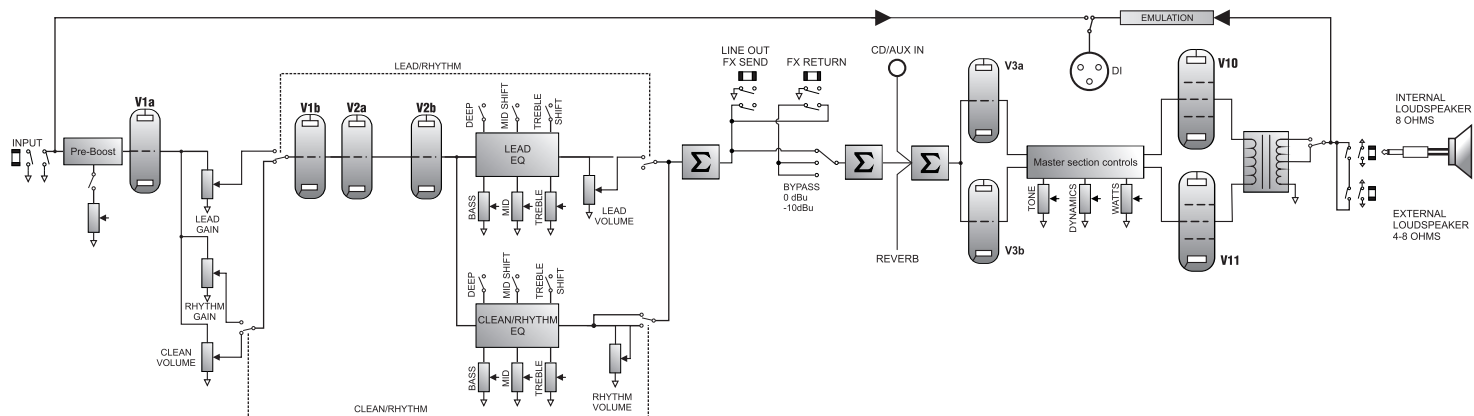 EMULATION
LINE OUT
FX SEND
FX RETURN
CD/AUX IN
DI
LEAD/RHYTHM
V1a
V1b
V2a
V2b
V3a
V10
INPUT
Pre-Boost
DEEP
MID SHIFT
TREBLE
SHIFT
LEAD
EQ
Σ
Σ
Σ
BYPASS
0 dBu
-10dBu
Master section controls
INTERNAL
LOUDSPEAKER
8 OHMS
LEAD
GAIN
BASS
MID
TREBLE
LEAD
VOLUME
TONE
DYNAMICS
WATTS
EXTERNAL
LOUDSPEAKER
4-8 OHMS
REVERB
V3b
V11
RHYTHM
GAIN
DEEP
MID SHIFT
TREBLE
SHIFT
CLEAN/RHYTHM
EQ
CLEAN
VOLUME
BASS
MID
TREBLE
RHYTHM
VOLUME
CLEAN/RHYTHM